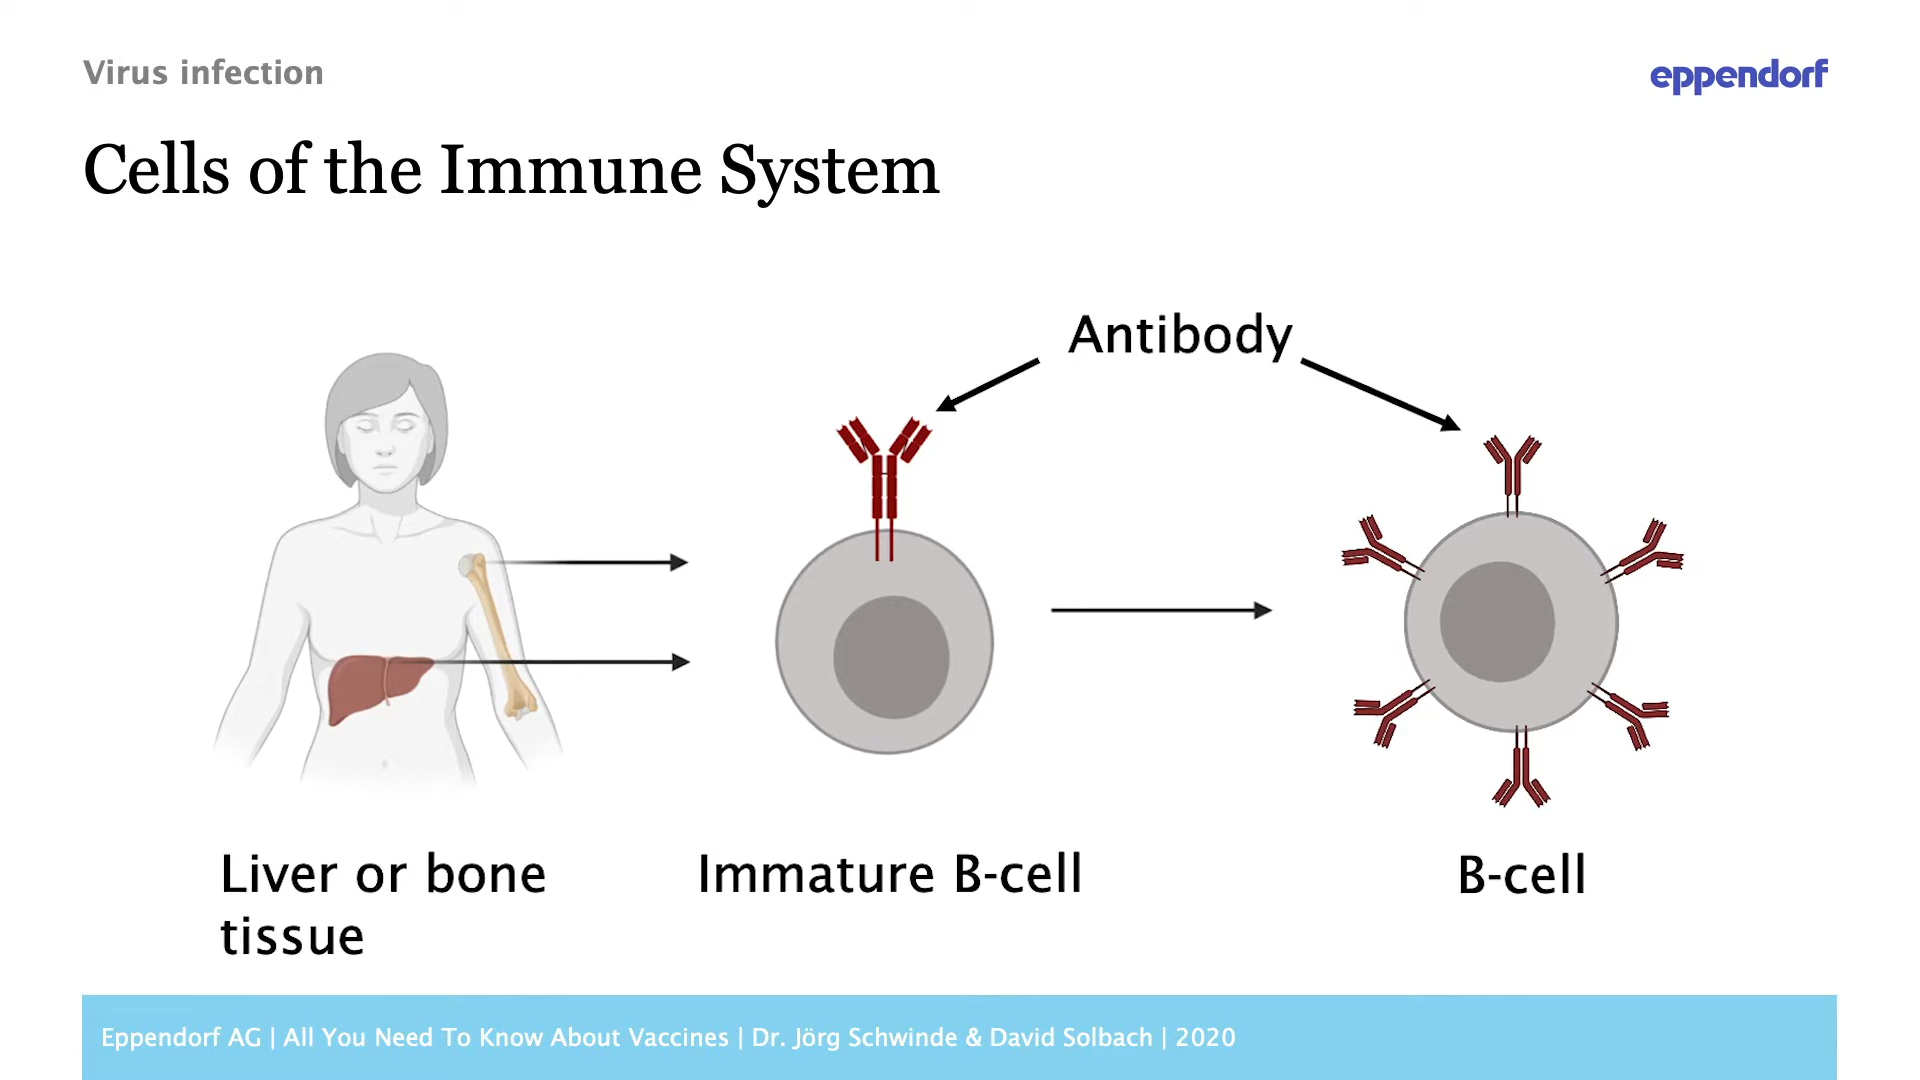 Virus infection
eppendorf
Cells of the Immune System
Antibody
Liver or bone
tissue
Immature B-cell
B-cell
Eppendorf AG | All You Need To Know About Vaccines | Dr. Jörg Schwinde & David Solbach | 2020